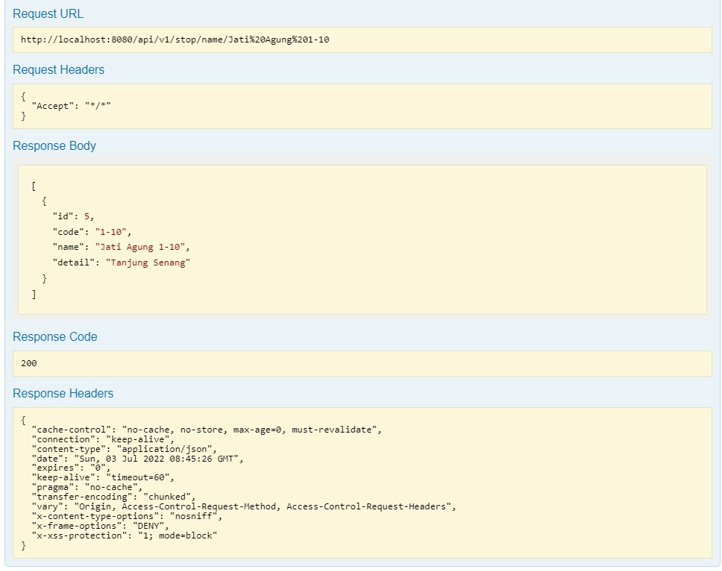 Request URL
http://localhost:8080/api/v1/stop/name/Jati%20Agung%201-10
Request Headers
{
"Accept": "*/*"
}
Response Body
[
{
"id": 5,
"code": "1-10",
"name": "Jati Agung 1-10",
"detail": "Tanjung Senang"
}
]
Response Code
200
Response Headers
{
"cache-control": "no-cache, no-store, max-age=0, must-revalidate",
"connection": "keep-alive",
"content-type": "application/json",
"date": "Sun, 03 Jul 2022 08:45:26 GMT",
"expires": "0",
"keep-alive": "timeout=60",
"pragma": "no-cache",
"transfer-encoding": "chunked",
"vary": "Origin, Access-Control-Request-Method, Access-Control-Request-Headers",
"x-content-type-options": "nosniff",
"x-frame-options": "DENY",
"x-xss-protection": "1; mode=block"
}